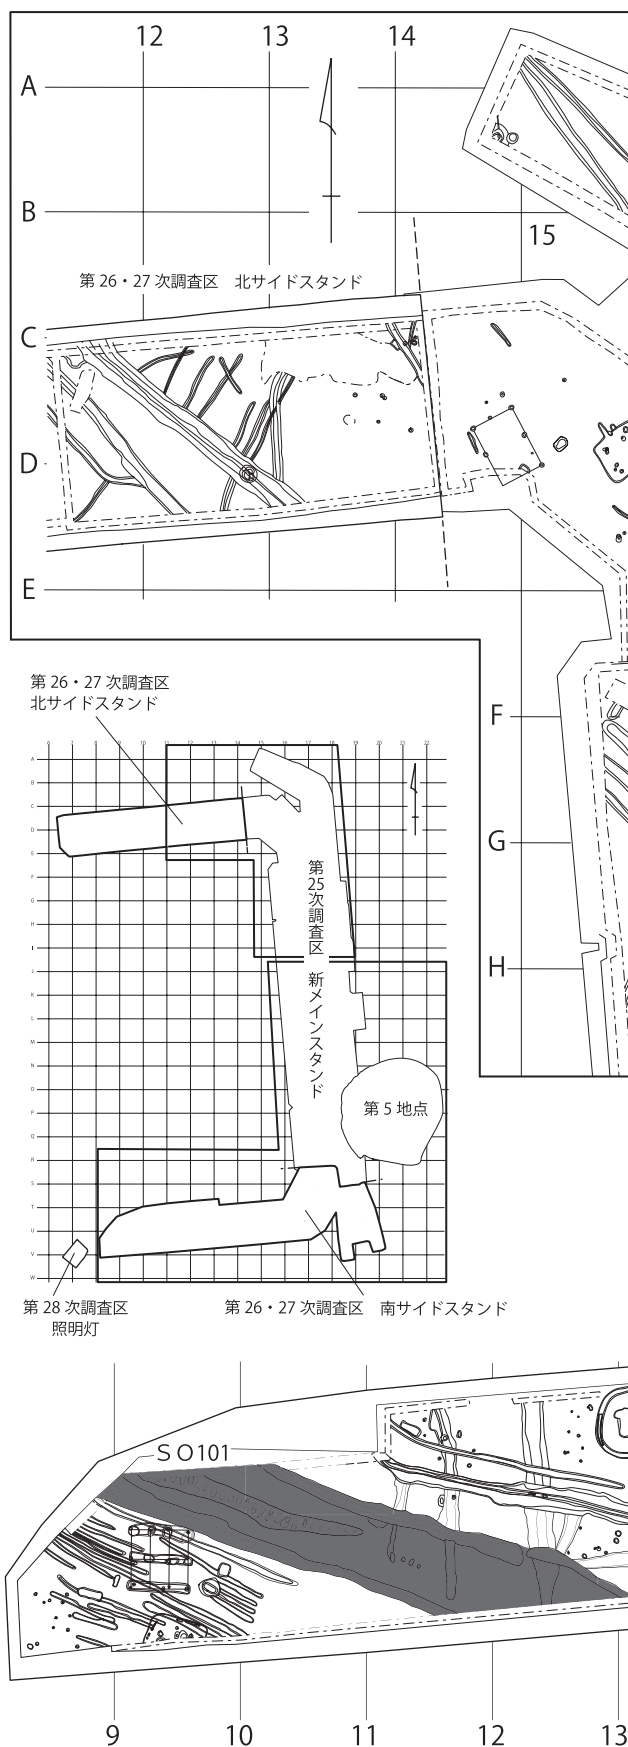 12
13
14
A
B
15
第 26・27 次調査区　北サイドスタンド
C
D
E
第 26・27 次調査区
北サイドスタンド
F
G
H
第25次調査区　新メインスタンド
第 5 地点
第 28 次調査区
照明灯
第 26・27 次調査区　南サイドスタンド
S O101
9
10
11
12
13